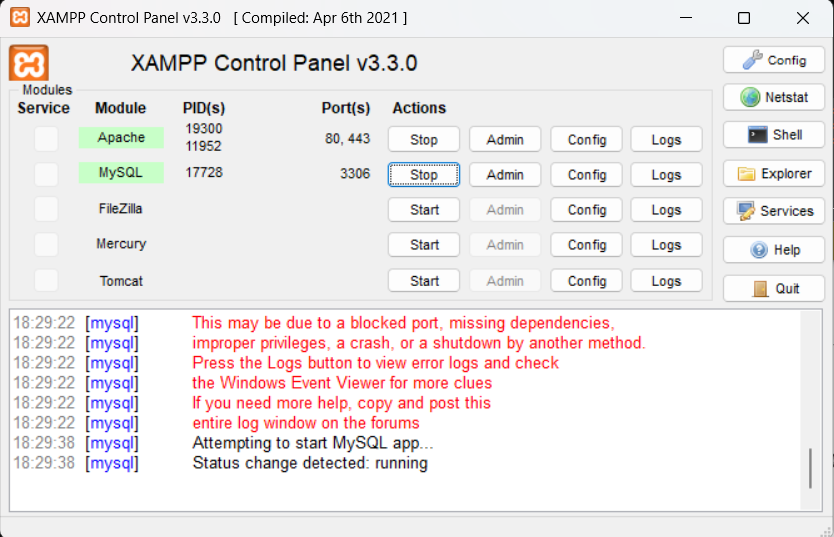 XAMPP Control Panel v3.3.0 [ Compiled: Apr 6th 2021 ]
XAMPP Control Panel v3.3.0
Modules
Service Module PID(s) Port(s) Actions
Apache 19300 11952 80, 443 Stop Admin Config Logs
MySQL 17728 3306 Stop Admin Config Logs
FileZilla Start Admin Config Logs
Mercury Start Admin Config Logs
Tomcat Start Admin Config Logs
Config
Netstat
Shell
Explorer
Services
Help
Quit
18:29:22 [mysql] This may be due to a blocked port, missing dependencies,
18:29:22 [mysql] improper privileges, a crash, or a shutdown by another method.
18:29:22 [mysql] Press the Logs button to view error logs and check
18:29:22 [mysql] the Windows Event Viewer for more clues
18:29:22 [mysql] If you need more help, copy and post this
18:29:22 [mysql] entire log window on the forums
18:29:38 [mysql] Attempting to start MySQL app...
18:29:38 [mysql] Status change detected: running